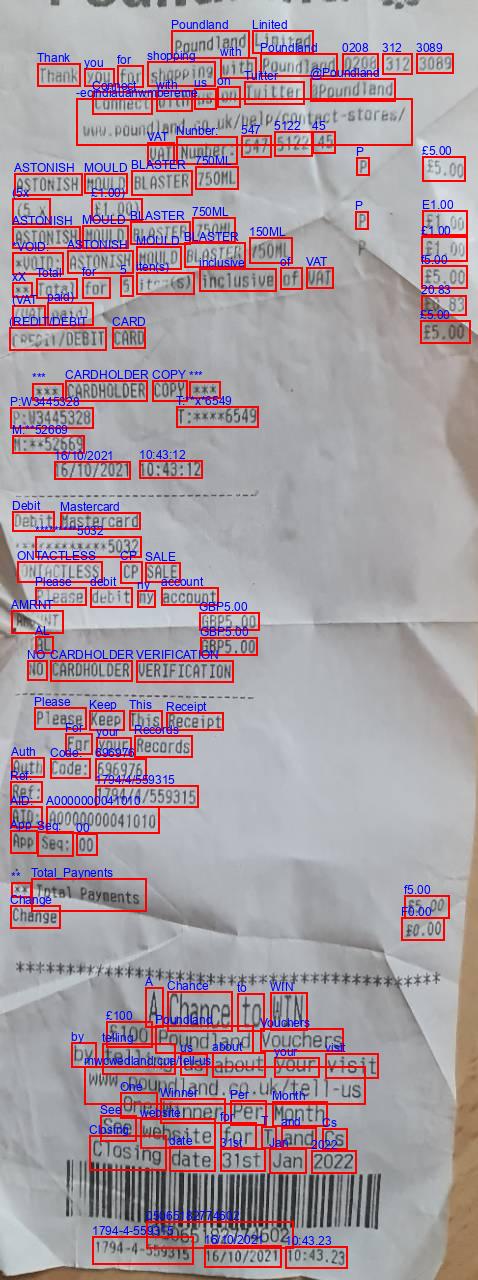 Poundland Limited
Thank you for shopping with Poundland 0208 312 3089
Connect with us on Twitter @Poundland
www.poundland.co.uk/help/contact-stores/
VAT Number: 547 5122 45
ASTONISH MOULD BLASTER 750ML P £5.00
(5 x £1.00)
ASTONISH MOULD BLASTER 750ML P £1.00
*VOID: ASTONISH MOULD BLASTER 750ML P £1.00
** Total for 5 item(s) inclusive of VAT £5.00
(VAT paid) £0.83
CREDIT/DEBIT CARD £5.00
*** CARDHOLDER COPY ***
P:W3445328 T:****6549
M:**52669
16/10/2021 10:43:12
Debit Mastercard
************5032
CONTACTLESS CP SALE
Please debit my account
AMOUNT GBP5.00
GBP5.00
NO CARDHOLDER VERIFICATION
Please Keep This Receipt
For your Records
Auth Code: 696976
Ref: 1794/4/559315
AID: A0000000041010
App Seq: 00
** Total Payments £5.00
Change £0.00
A Chance to WIN
£100 Poundland Vouchers
by telling us about your visit
www.poundland.co.uk/tell-us
One Winner Per Month
See website for T and Cs
Closing date 31st Jan 2022
1794-4-559315 16/10/2021 10:43.23